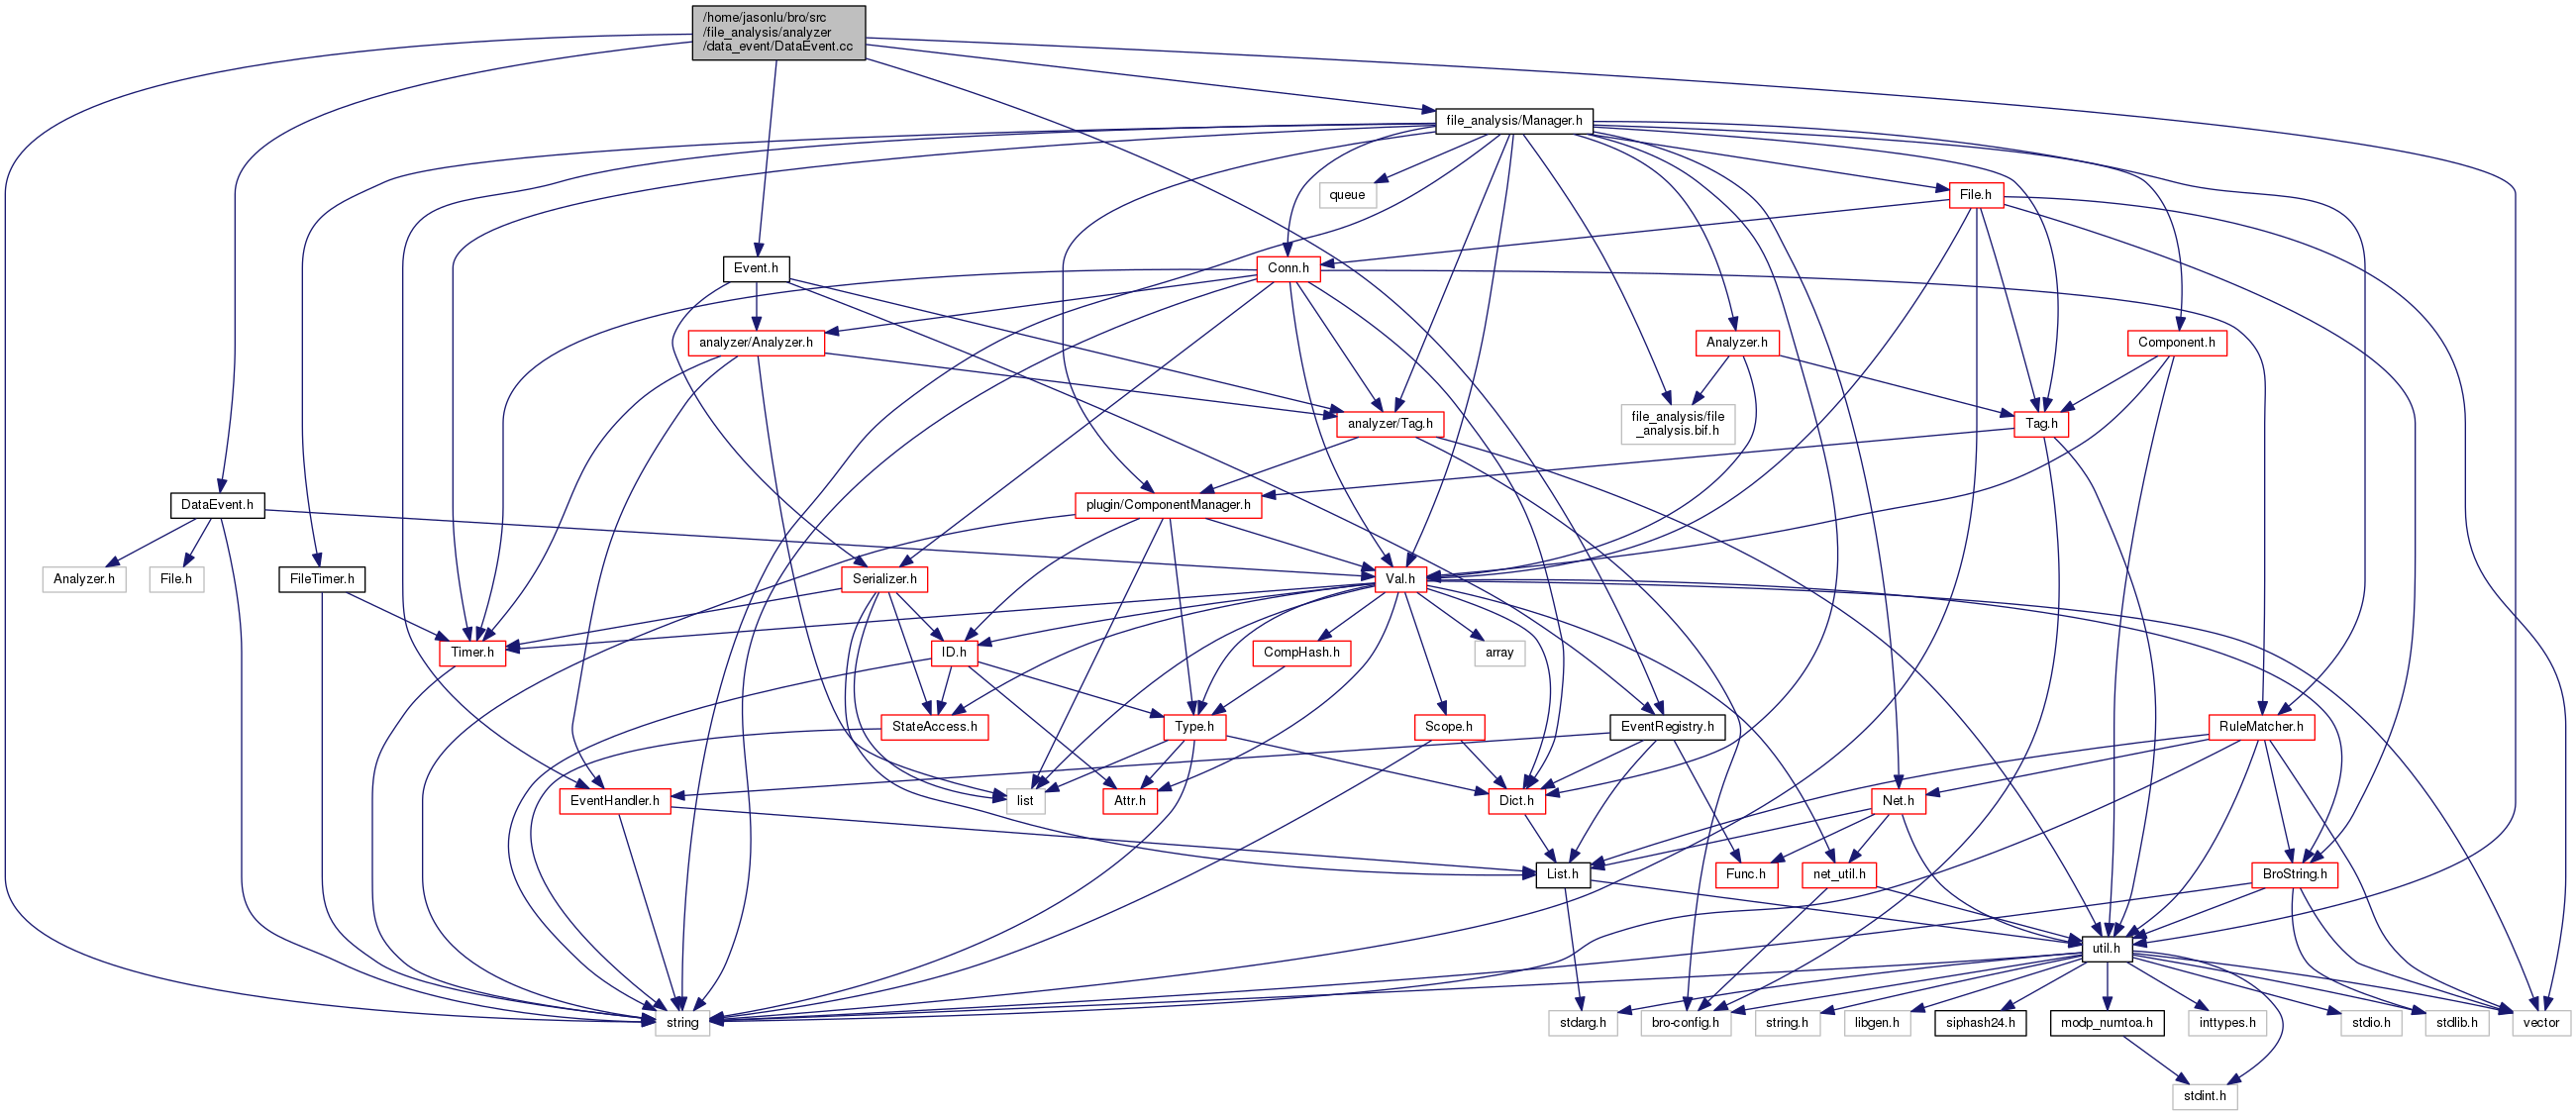 /home/jasonlu/bro/src
/file_analysis/analyzer
/data_event/DataEvent.cc
file_analysis/Manager.h
queue
File.h
Event.h
Conn.h
analyzer/Analyzer.h
Analyzer.h
Component.h
file_analysis/file
_analysis.bif.h
analyzer/Tag.h
Tag.h
DataEvent.h
plugin/ComponentManager.h
Analyzer.h
File.h
FileTimer.h
Serializer.h
Val.h
Timer.h
ID.h
CompHash.h
array
StateAccess.h
Type.h
Scope.h
EventRegistry.h
RuleMatcher.h
EventHandler.h
list
Attr.h
Dict.h
Net.h
List.h
Func.h
net_util.h
BroString.h
util.h
string
stdarg.h
bro-config.h
string.h
libgen.h
siphash24.h
modp_numtoa.h
inttypes.h
stdio.h
stdlib.h
vector
stdint.h